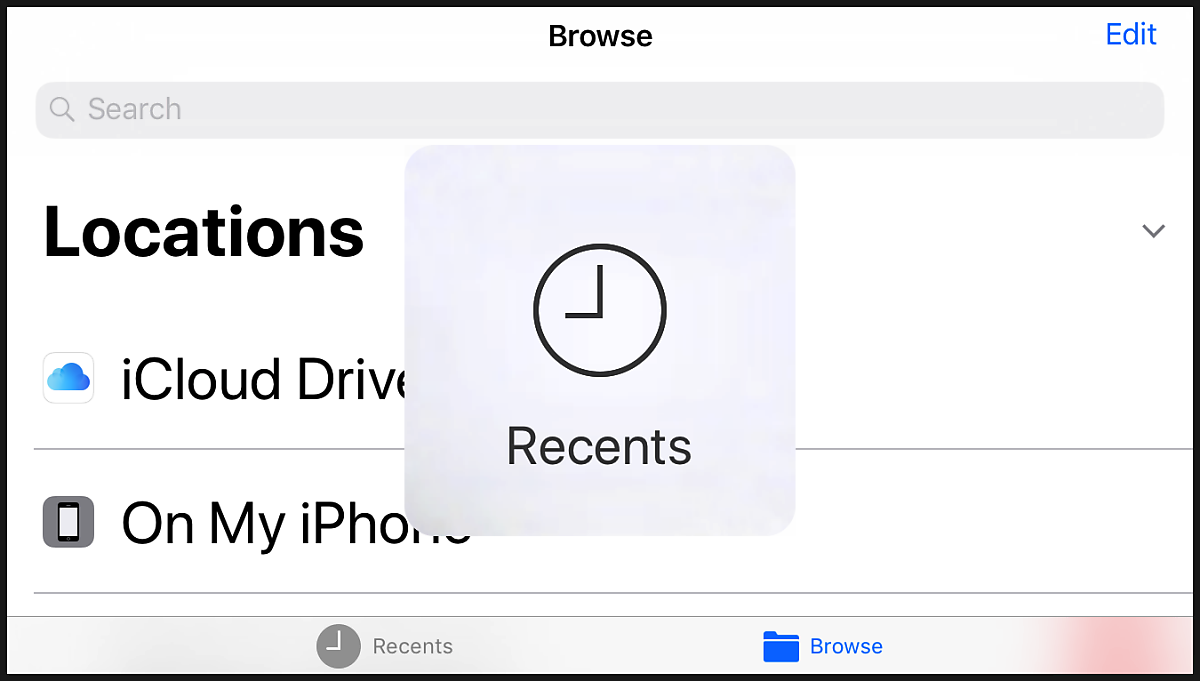 Browse
Edit
Search
Locations
iCloud Drive
On My iPhone
Recents
Recents
Browse